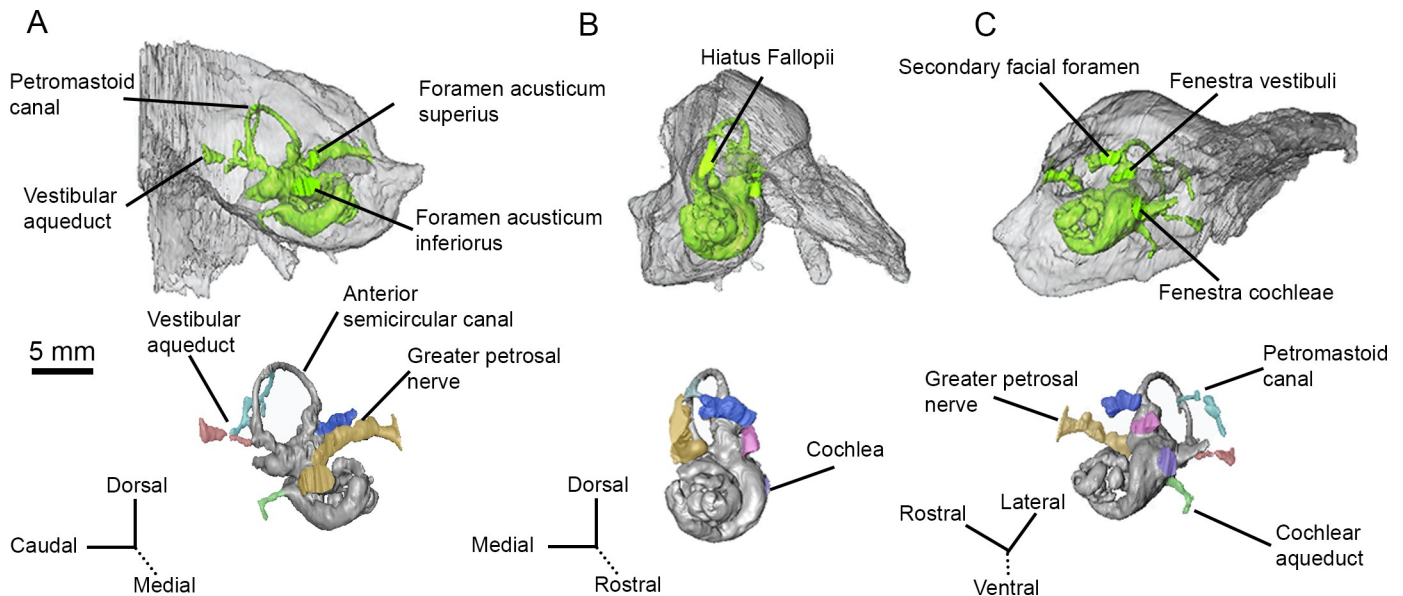 A
B
C
Petromastoid
canal
Foramen acusticum
superius
Vestibular
aqueduct
Foramen acusticum
inferiorus
Hiatus Fallopii
Secondary facial foramen
Fenestra vestibuli
Fenestra cochleae
5 mm
Vestibular
aqueduct
Anterior
semicircular canal
Greater petrosal
nerve
Dorsal
Caudal
Medial
Cochlea
Dorsal
Medial
Rostral
Greater petrosal
nerve
Petromastoid
canal
Rostral
Lateral
Ventral
Cochlear
aqueduct